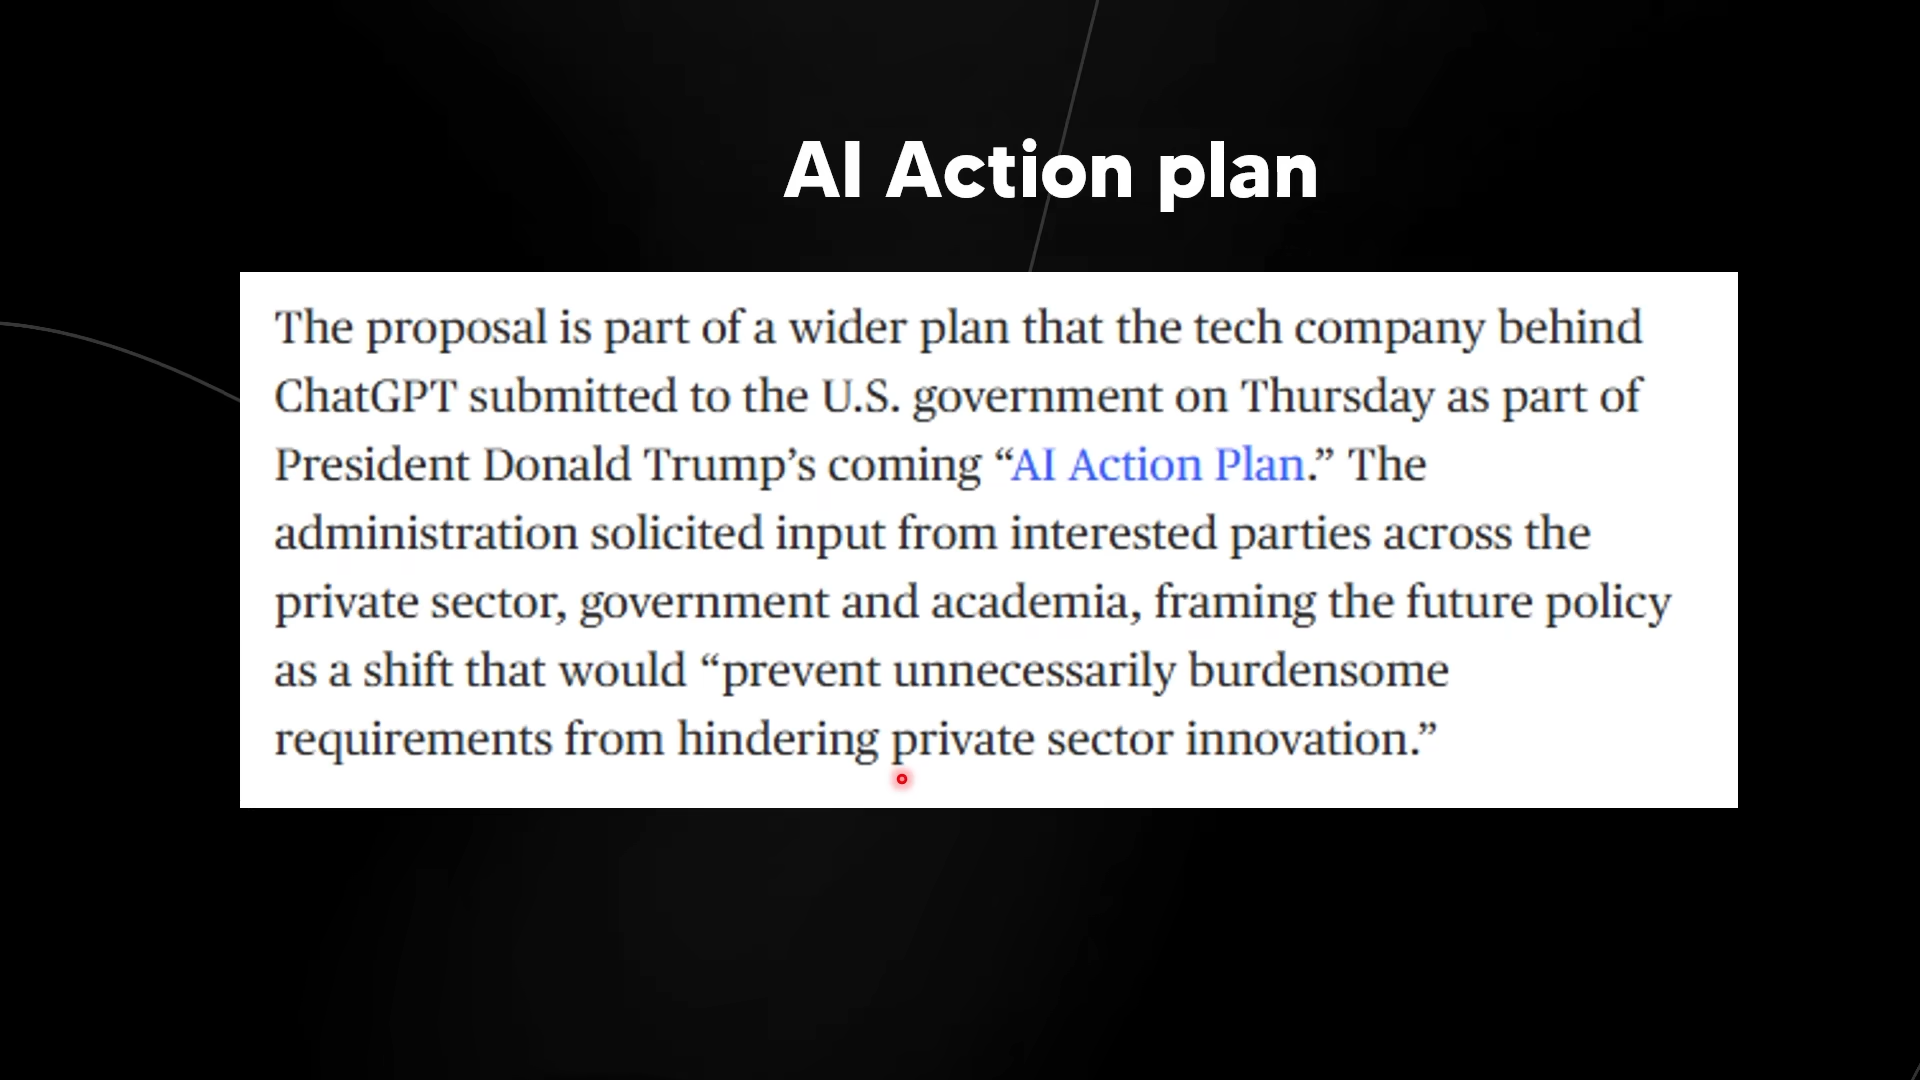 AI Action plan
The proposal is part of a wider plan that the tech company behind
ChatGPT submitted to the U.S. government on Thursday as part of
President Donald Trump’s coming “AI Action Plan.” The
administration solicited input from interested parties across the
private sector, government and academia, framing the future policy
as a shift that would “prevent unnecessarily burdensome
requirements from hindering private sector innovation.”